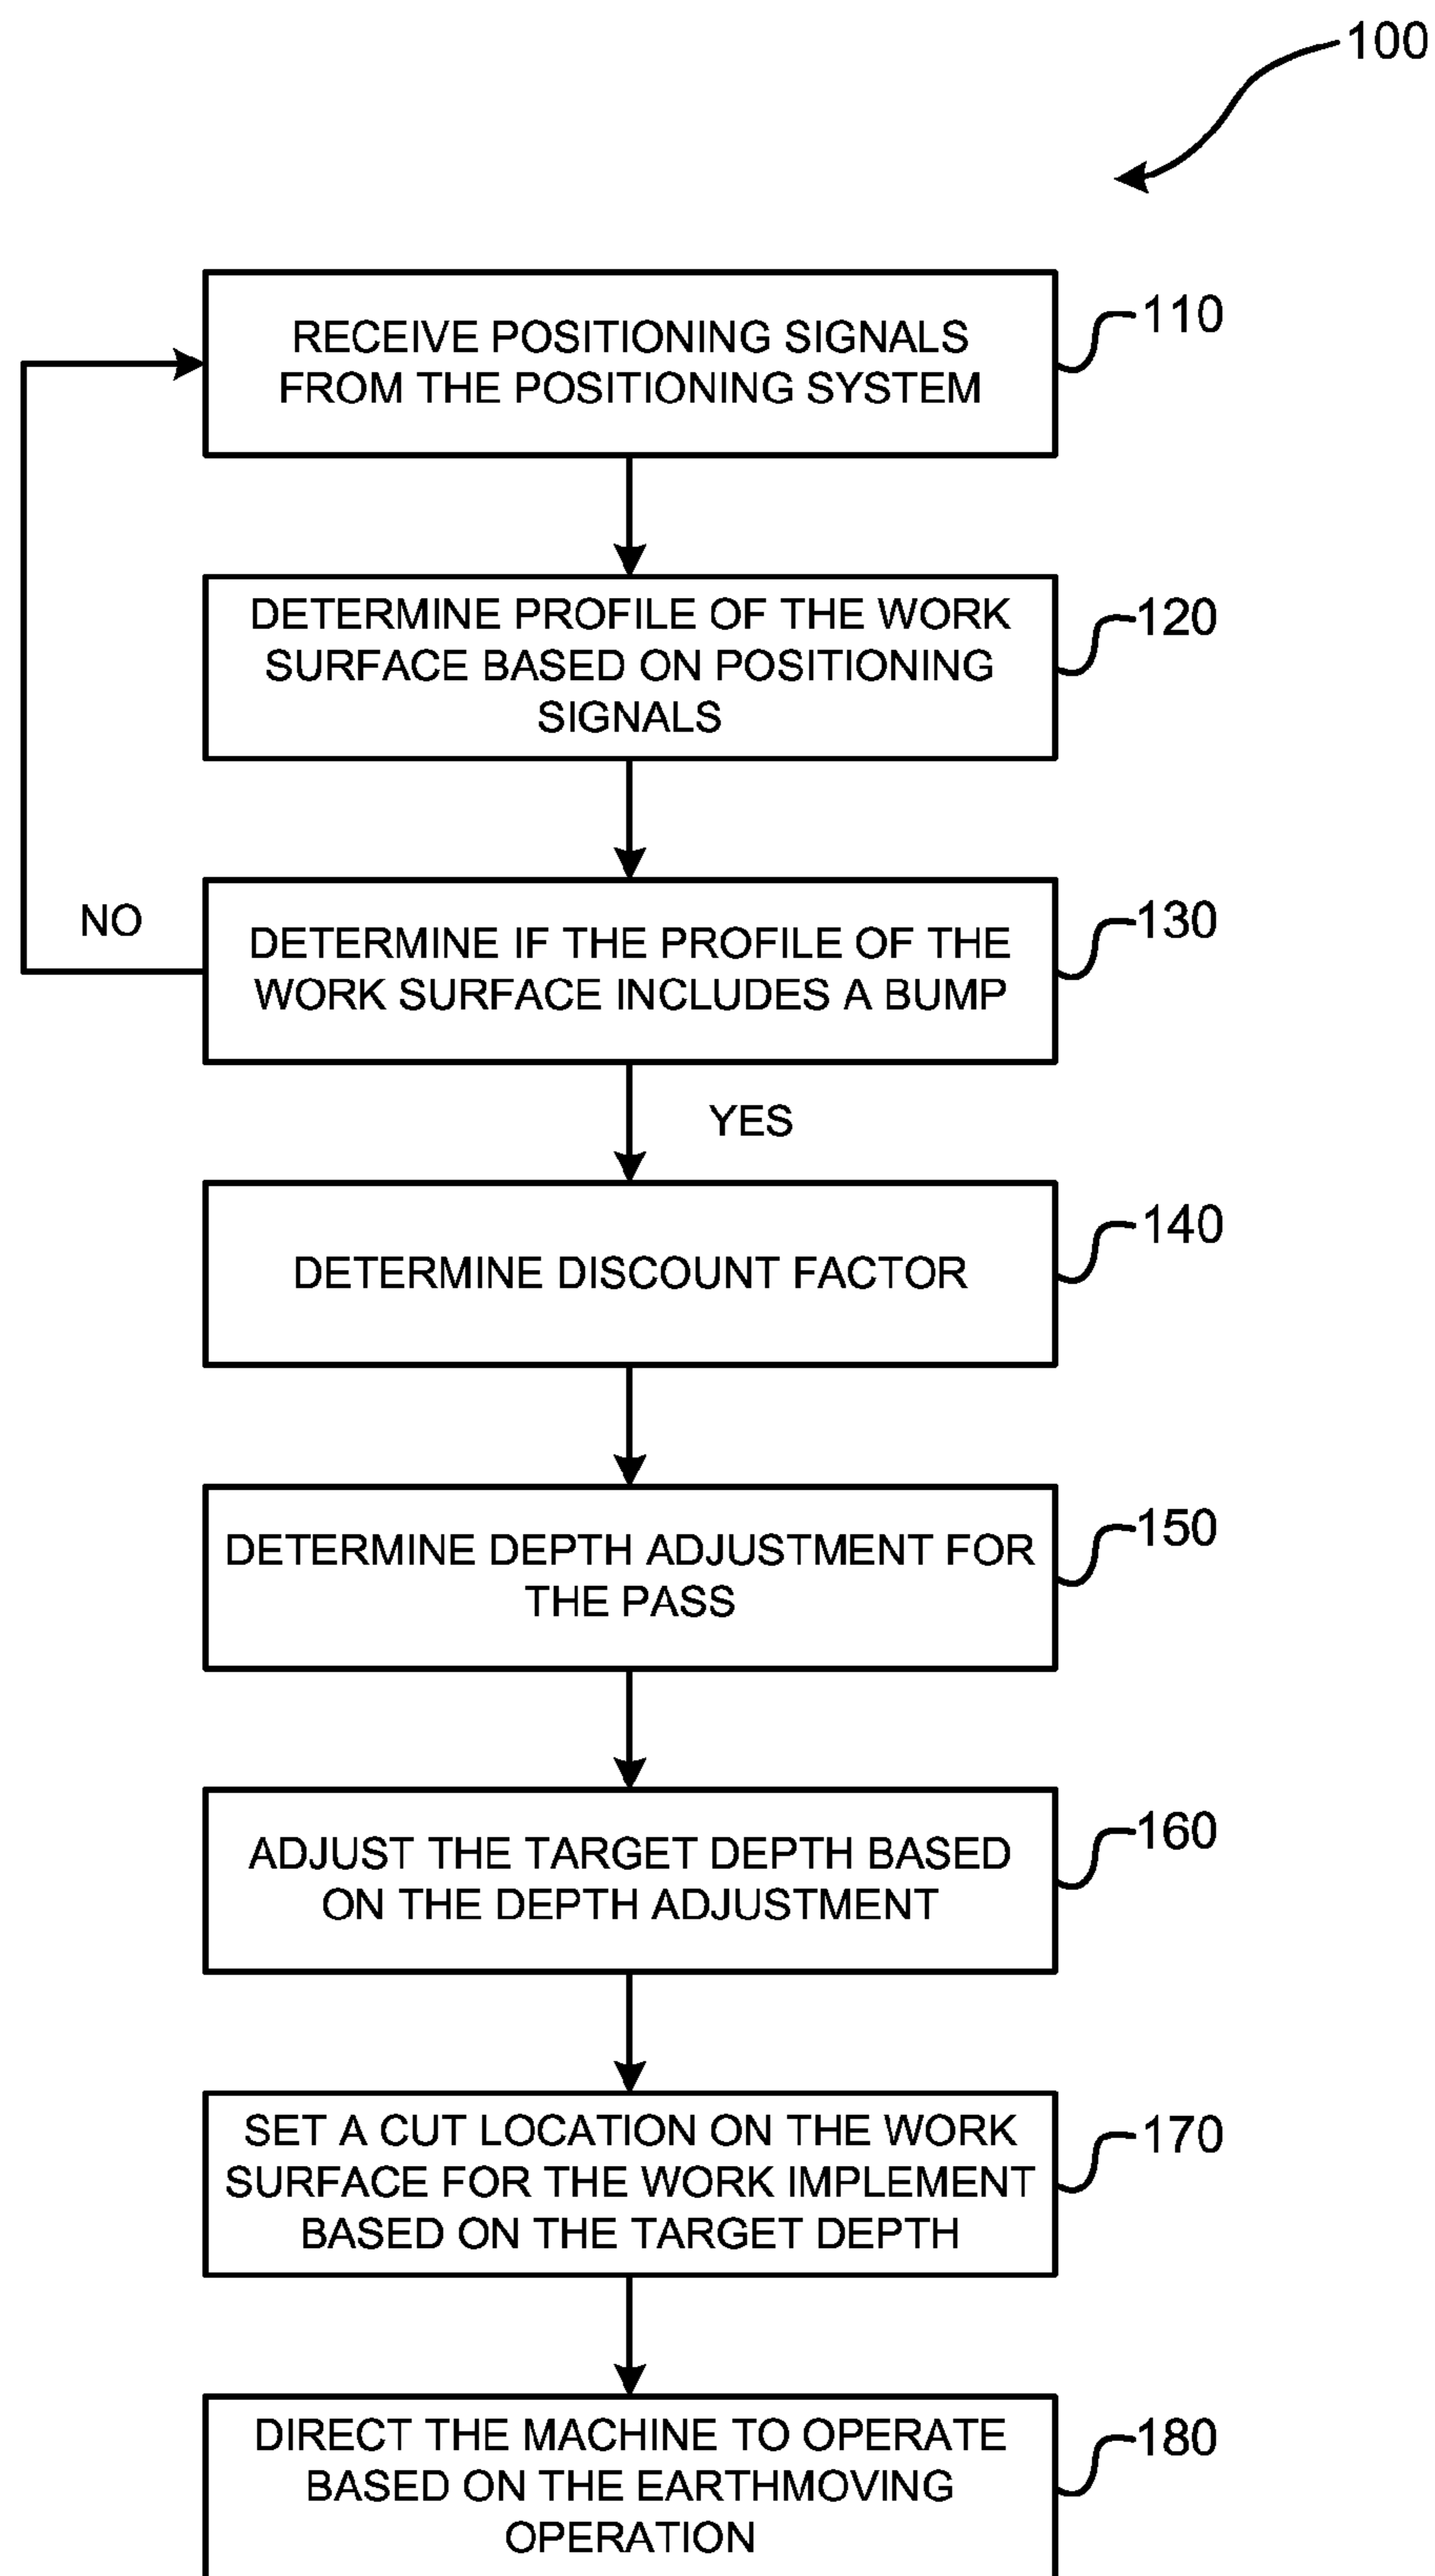 100
RECEIVE POSITIONING SIGNALS
FROM THE POSITIONING SYSTEM
110
DETERMINE PROFILE OF THE WORK
SURFACE BASED ON POSITIONING
SIGNALS
120
NO
DETERMINE IF THE PROFILE OF THE
WORK SURFACE INCLUDES A BUMP
130
YES
DETERMINE DISCOUNT FACTOR
140
DETERMINE DEPTH ADJUSTMENT FOR
THE PASS
150
ADJUST THE TARGET DEPTH BASED
ON THE DEPTH ADJUSTMENT
160
SET A CUT LOCATION ON THE WORK
SURFACE FOR THE WORK IMPLEMENT
BASED ON THE TARGET DEPTH
170
DIRECT THE MACHINE TO OPERATE
BASED ON THE EARTHMOVING
OPERATION
180